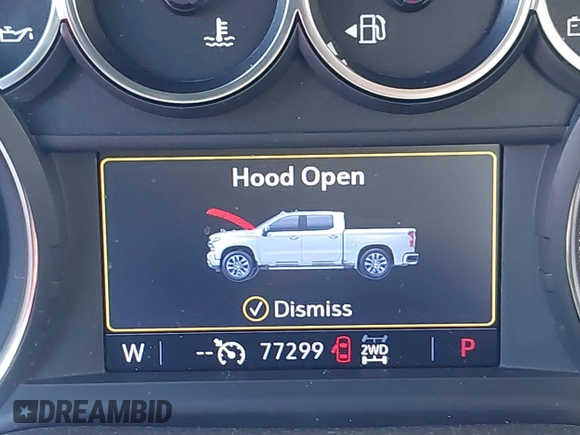 Hood Open
Dismiss
W -- 77299 2WD P
DREAMBID